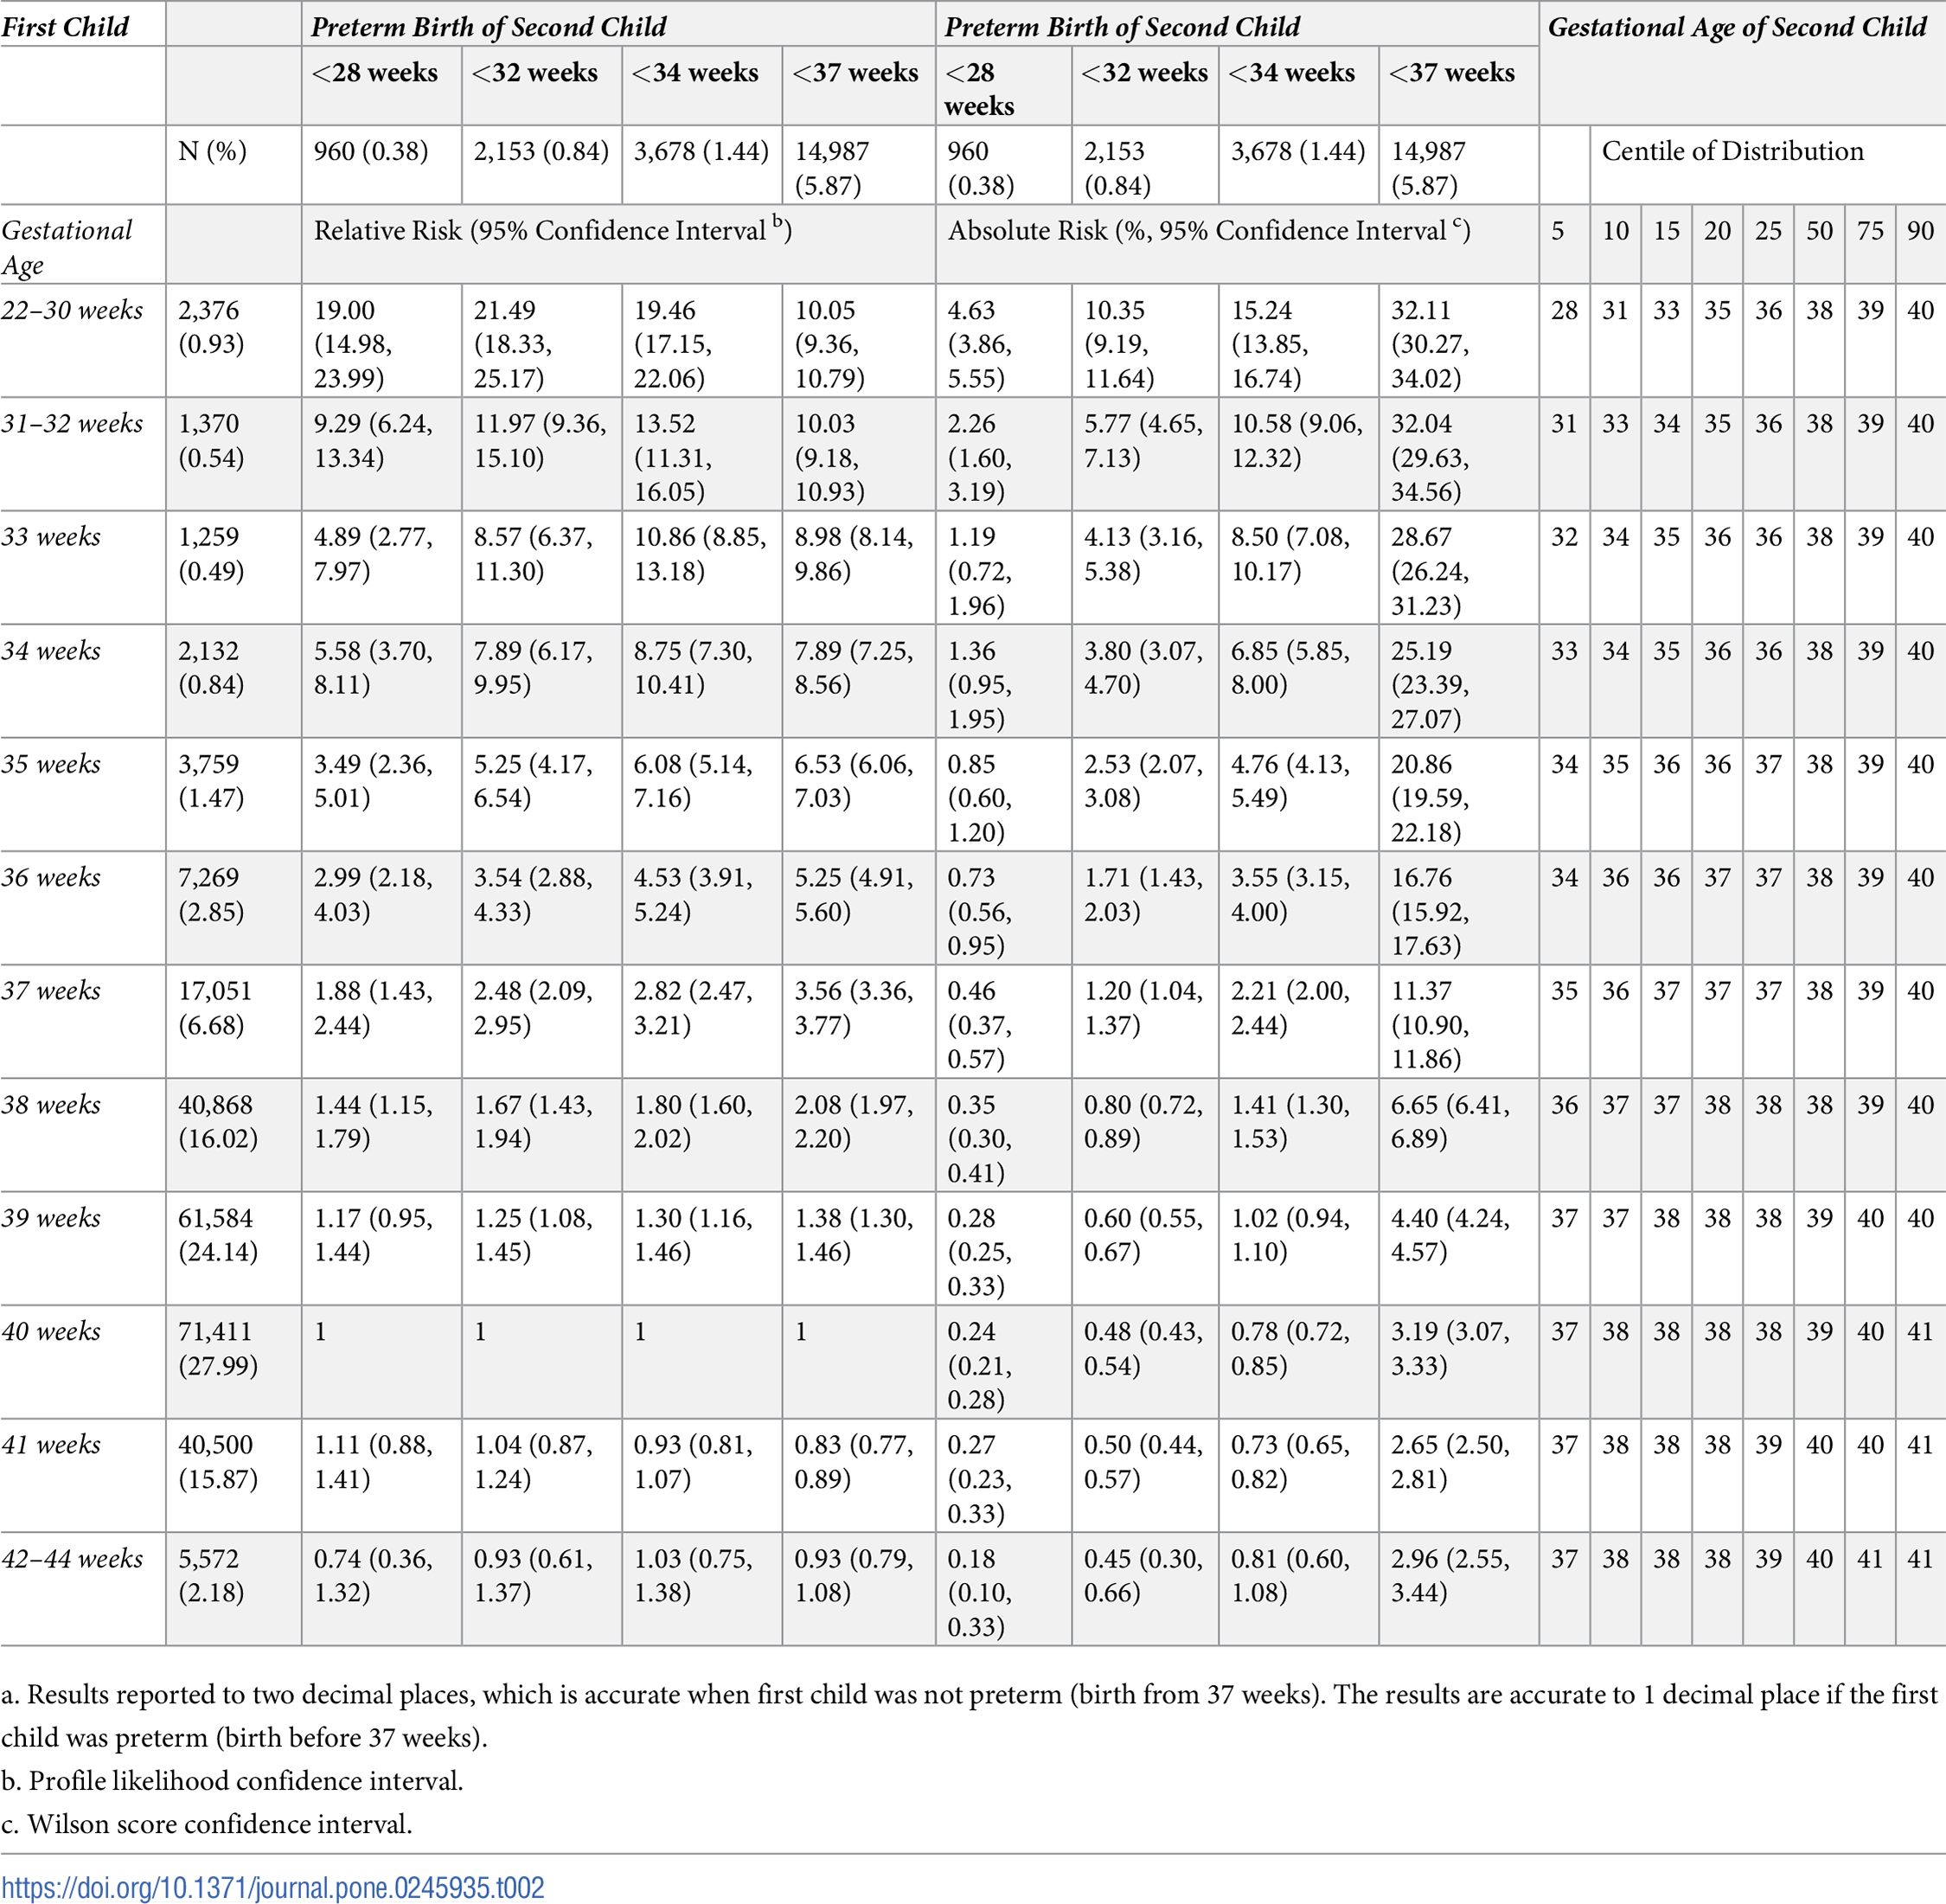 First Child Preterm Birth of Second Child Preterm Birth of Second Child Gestational Age of Second Child
<28 weeks <32 weeks <34 weeks <37 weeks <28 weeks <32 weeks <34 weeks <37 weeks
N (%) 960 (0.38) 2,153 (0.84) 3,678 (1.44) 14,987 (5.87) 960 (0.38) 2,153 (0.84) 3,678 (1.44) 14,987 (5.87) Centile of Distribution
Gestational Age Relative Risk (95% Confidence Interval b) Absolute Risk (%, 95% Confidence Interval c) 5 10 15 20 25 50 75 90
22–30 weeks 2,376 (0.93) 19.00 (14.98, 23.99) 21.49 (18.33, 25.17) 19.46 (17.15, 22.06) 10.05 (9.36, 10.79) 4.63 (3.86, 5.55) 10.35 (9.19, 11.64) 15.24 (13.85, 16.74) 32.11 (30.27, 34.02) 28 31 33 35 36 38 39 40
31–32 weeks 1,370 (0.54) 9.29 (6.24, 13.34) 11.97 (9.36, 15.10) 13.52 (11.31, 16.05) 10.03 (9.18, 10.93) 2.26 (1.60, 3.19) 5.77 (4.65, 7.13) 10.58 (9.06, 12.32) 32.04 (29.63, 34.56) 31 33 34 35 36 38 39 40
33 weeks 1,259 (0.49) 4.89 (2.77, 7.97) 8.57 (6.37, 11.30) 10.86 (8.85, 13.18) 8.98 (8.14, 9.86) 1.19 (0.72, 1.96) 4.13 (3.16, 5.38) 8.50 (7.08, 10.17) 28.67 (26.24, 31.23) 32 34 35 36 36 38 39 40
34 weeks 2,132 (0.84) 5.58 (3.70, 8.11) 7.89 (6.17, 9.95) 8.75 (7.30, 10.41) 7.89 (7.25, 8.56) 1.36 (0.95, 1.95) 3.80 (3.07, 4.70) 6.85 (5.85, 8.00) 25.19 (23.39, 27.07) 33 34 35 36 36 38 39 40
35 weeks 3,759 (1.47) 3.49 (2.36, 5.01) 5.25 (4.17, 6.54) 6.08 (5.14, 7.16) 6.53 (6.06, 7.03) 0.85 (0.60, 1.20) 2.53 (2.07, 3.08) 4.76 (4.13, 5.49) 20.86 (19.59, 22.18) 34 35 36 36 37 38 39 40
36 weeks 7,269 (2.85) 2.99 (2.18, 4.03) 3.54 (2.88, 4.33) 4.53 (3.91, 5.24) 5.25 (4.91, 5.60) 0.73 (0.56, 0.95) 1.71 (1.43, 2.03) 3.55 (3.15, 4.00) 16.76 (15.92, 17.63) 34 36 36 37 37 38 39 40
37 weeks 17,051 (6.68) 1.88 (1.43, 2.44) 2.48 (2.09, 2.95) 2.82 (2.47, 3.21) 3.56 (3.36, 3.77) 0.46 (0.37, 0.57) 1.20 (1.04, 1.37) 2.21 (2.00, 2.44) 11.37 (10.90, 11.86) 35 36 37 37 37 38 39 40
38 weeks 40,868 (16.02) 1.44 (1.15, 1.79) 1.67 (1.43, 1.94) 1.80 (1.60, 2.02) 2.08 (1.97, 2.20) 0.35 (0.30, 0.41) 0.80 (0.72, 0.89) 1.41 (1.30, 1.53) 6.65 (6.41, 6.89) 36 37 37 38 38 38 39 40
39 weeks 61,584 (24.14) 1.17 (0.95, 1.44) 1.25 (1.08, 1.45) 1.30 (1.16, 1.46) 1.38 (1.30, 1.46) 0.28 (0.25, 0.33) 0.60 (0.55, 0.67) 1.02 (0.94, 1.10) 4.40 (4.24, 4.57) 37 37 38 38 38 39 40 40
40 weeks 71,411 (27.99) 1 1 1 1 0.24 (0.21, 0.28) 0.48 (0.43, 0.54) 0.78 (0.72, 0.85) 3.19 (3.07, 3.33) 37 38 38 38 38 39 40 41
41 weeks 40,500 (15.87) 1.11 (0.88, 1.41) 1.04 (0.87, 1.24) 0.93 (0.81, 1.07) 0.83 (0.77, 0.89) 0.27 (0.23, 0.33) 0.50 (0.44, 0.57) 0.73 (0.65, 0.82) 2.65 (2.50, 2.81) 37 38 38 38 39 40 40 41
42–44 weeks 5,572 (2.18) 0.74 (0.36, 1.32) 0.93 (0.61, 1.37) 1.03 (0.75, 1.38) 0.93 (0.79, 1.08) 0.18 (0.10, 0.33) 0.45 (0.30, 0.66) 0.81 (0.60, 1.08) 2.96 (2.55, 3.44) 37 38 38 38 39 40 41 41
a. Results reported to two decimal places, which is accurate when first child was not preterm (birth from 37 weeks). The results are accurate to 1 decimal place if the first
child was preterm (birth before 37 weeks).
b. Profile likelihood confidence interval.
c. Wilson score confidence interval.
https://doi.org/10.1371/journal.pone.0245935.t002